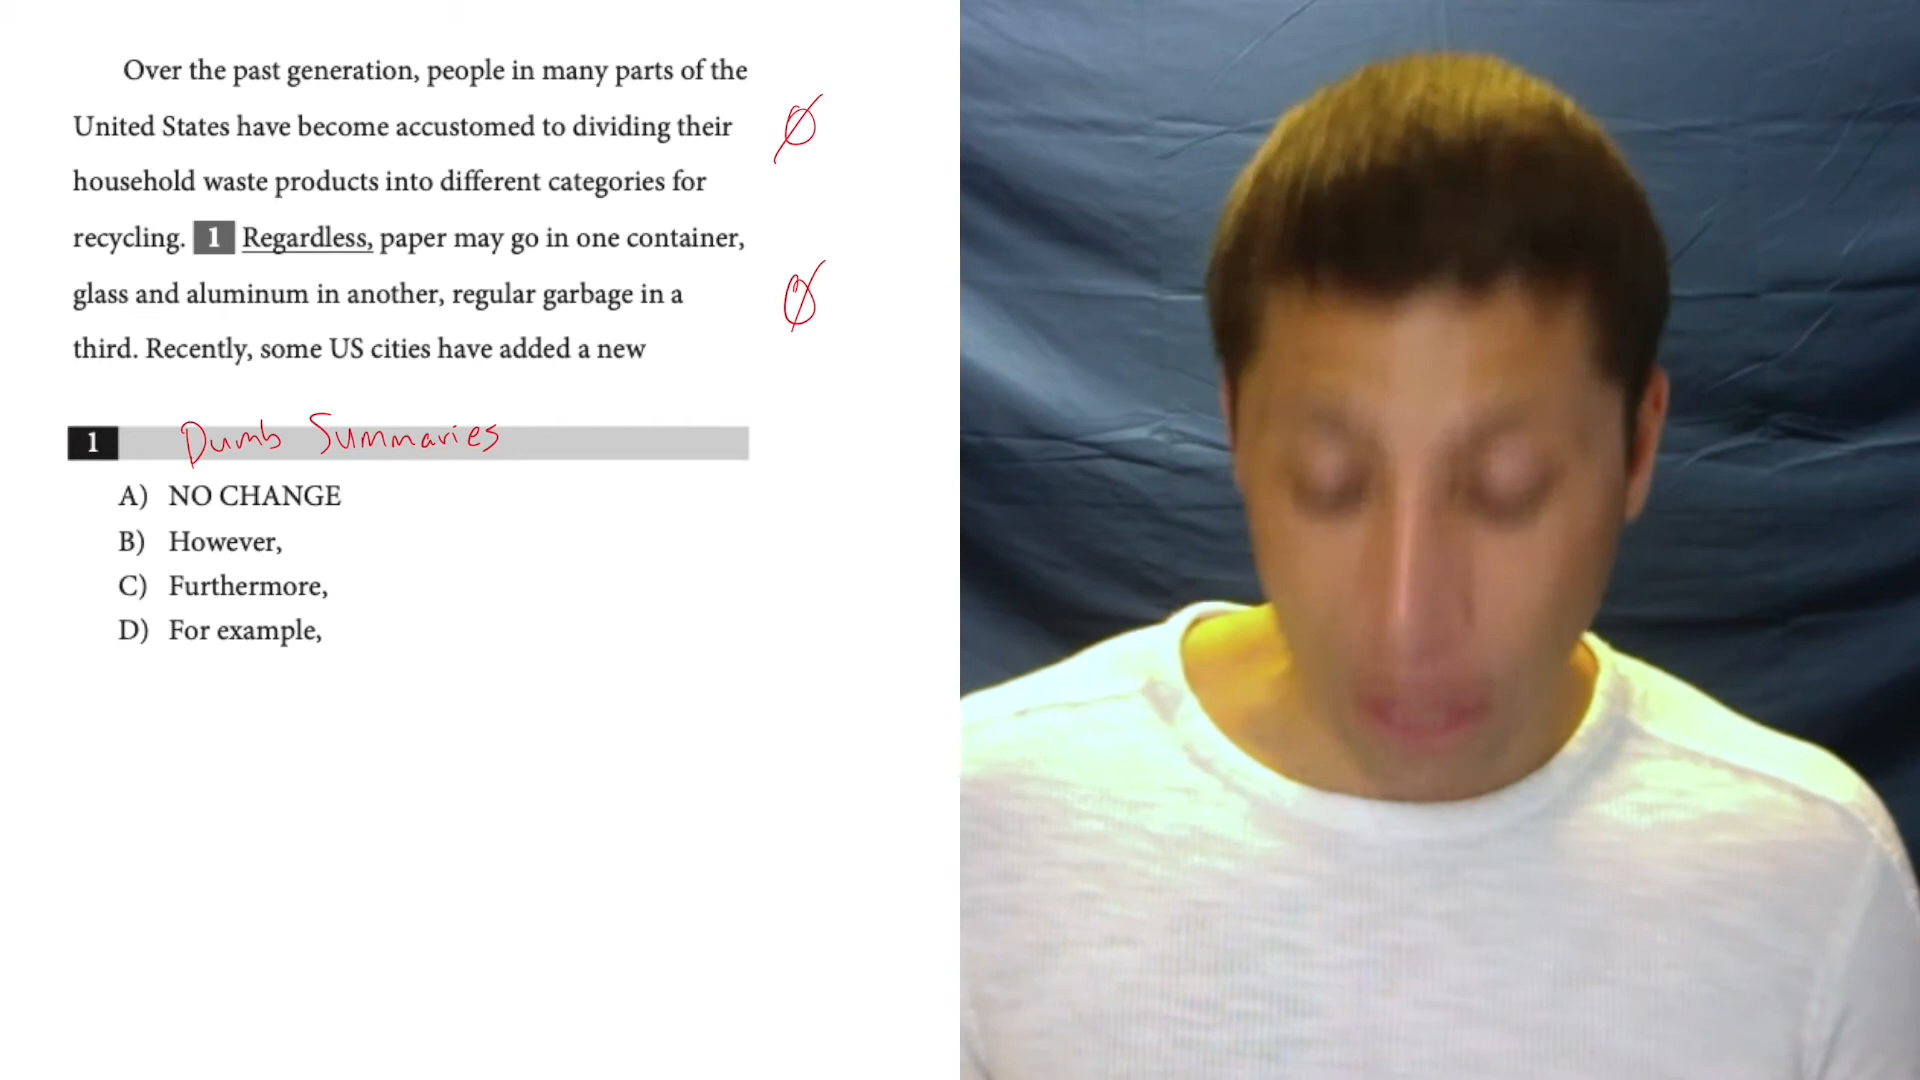 Over the past generation, people in many parts of the
United States have become accustomed to dividing their
household waste products into different categories for
recycling. 1 Regardless, paper may go in one container,
glass and aluminum in another, regular garbage in a
third. Recently, some US cities have added a new
1 Dumb Summaries
A) NO CHANGE
B) However,
C) Furthermore,
D) For example,